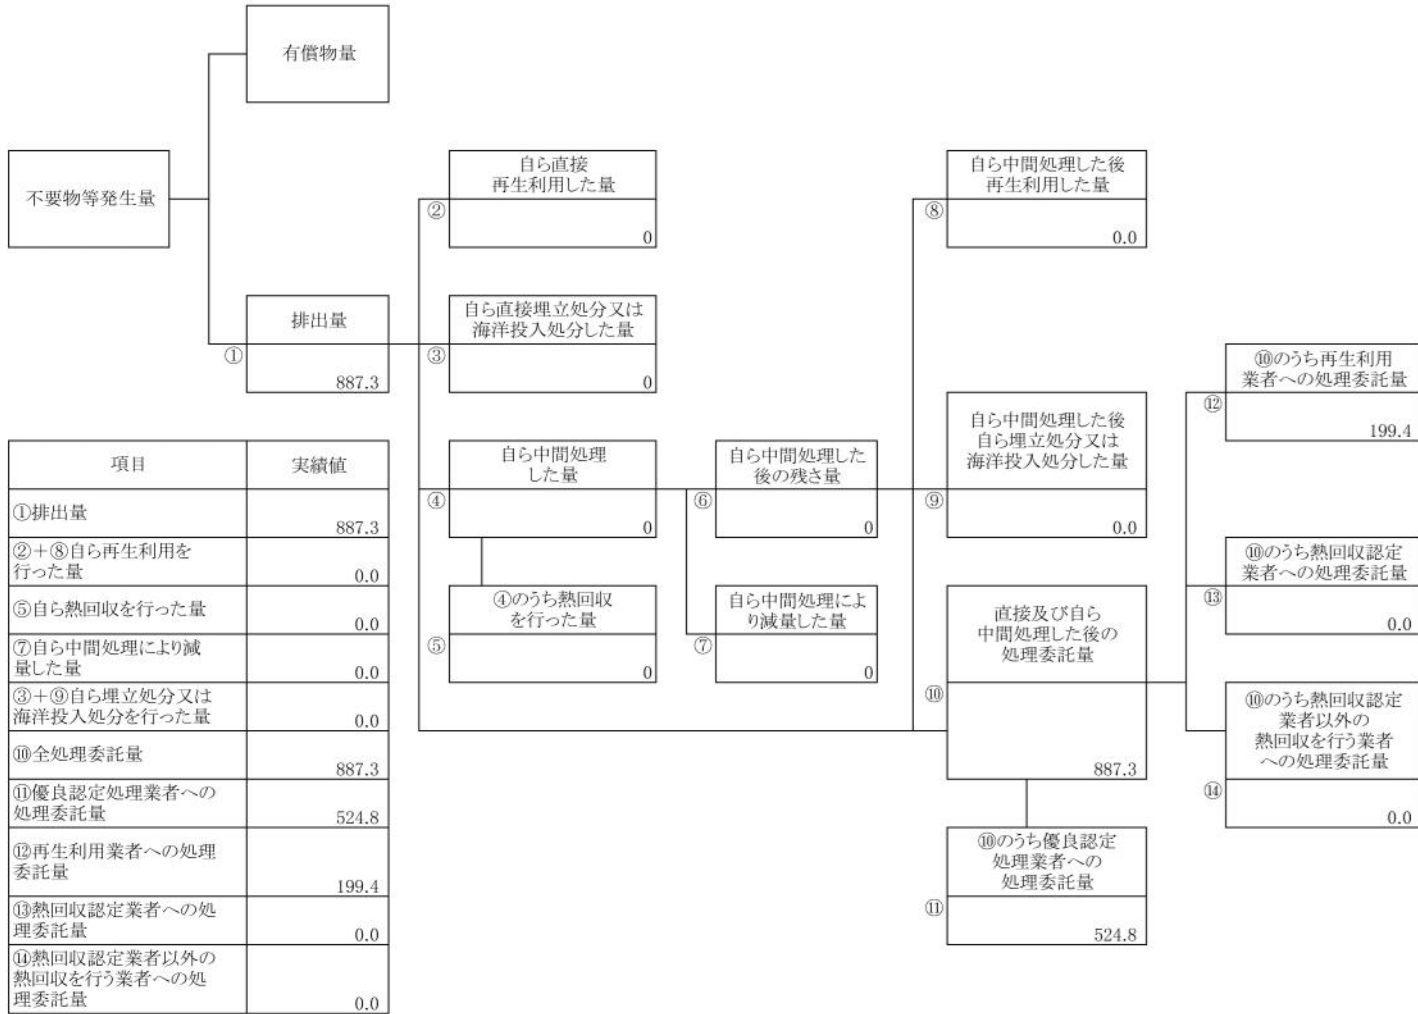 有償物量
不要物等発生量
自ら直接
再生利用した量
②
0
自ら中間処理した後
再生利用した量
⑧
0.0
排出量
①
887.3
自ら直接埋立処分又は
海洋投入処分した量
③
0
⑩のうち再生利用
業者への処理委託量
⑫
199.4
自ら中間処理
した量
④
0
自ら中間処理した
後の残さ量
⑥
0
自ら中間処理した後
自ら埋立処分又は
海洋投入処分した量
⑨
0.0
⑩のうち熱回収認定
業者への処理委託量
⑬
0.0
④のうち熱回収
を行った量
⑤
0
自ら中間処理によ
り減量した量
⑦
0
直接及び自ら
中間処理した後の
処理委託量
⑩
887.3
⑩のうち熱回収認定
業者以外の
熱回収を行う業者
への処理委託量
⑭
0.0
⑩のうち優良認定
処理業者への
処理委託量
⑪
524.8
項目 実績値
①排出量
887.3
②+⑧自ら再生利用を
行った量
0.0
⑤自ら熱回収を行った量
0.0
⑦自ら中間処理により減
量した量
0.0
③+⑨自ら埋立処分又は
海洋投入処分を行った量
0.0
⑩全処理委託量
887.3
⑪優良認定処理業者への
処理委託量
524.8
⑫再生利用業者への処理
委託量
199.4
⑬熱回収認定業者への処
理委託量
0.0
⑭熱回収認定業者以外の
熱回収を行う業者への処
理委託量
0.0